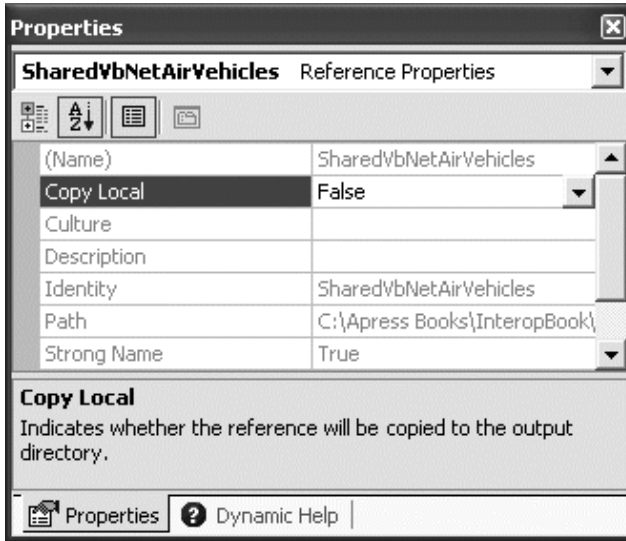 Properties
SharedVbNetAirVehicles Reference Properties
(Name) SharedVbNetAirVehicles
Copy Local False
Culture
Description
Identity SharedVbNetAirVehicles
Path C:\Apress Books\InteropBook\
Strong Name True
Copy Local
Indicates whether the reference will be copied to the output
directory.
Properties Dynamic Help